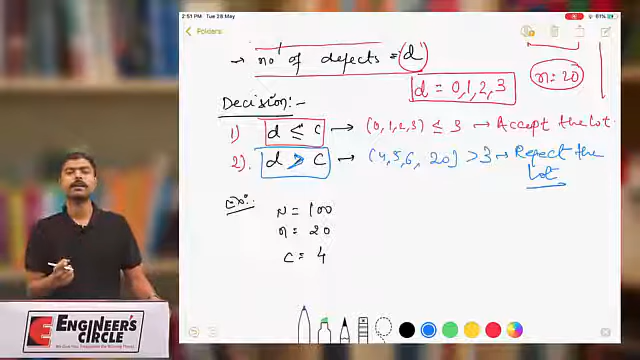 2:51 PM Tue 28 May
61%
Folders
→ no of defects = d
n = 20
d = 0,1,2,3
Decision:-
1) d ≤ c → (0,1,2,3) ≤ 3 → Accept the lot
2). d > c → (4,5,6, 20] > 3 → Reject the
Lot
Ex:
N = 100
n = 20
c = 4
ENGINEER'S
CIRCLE